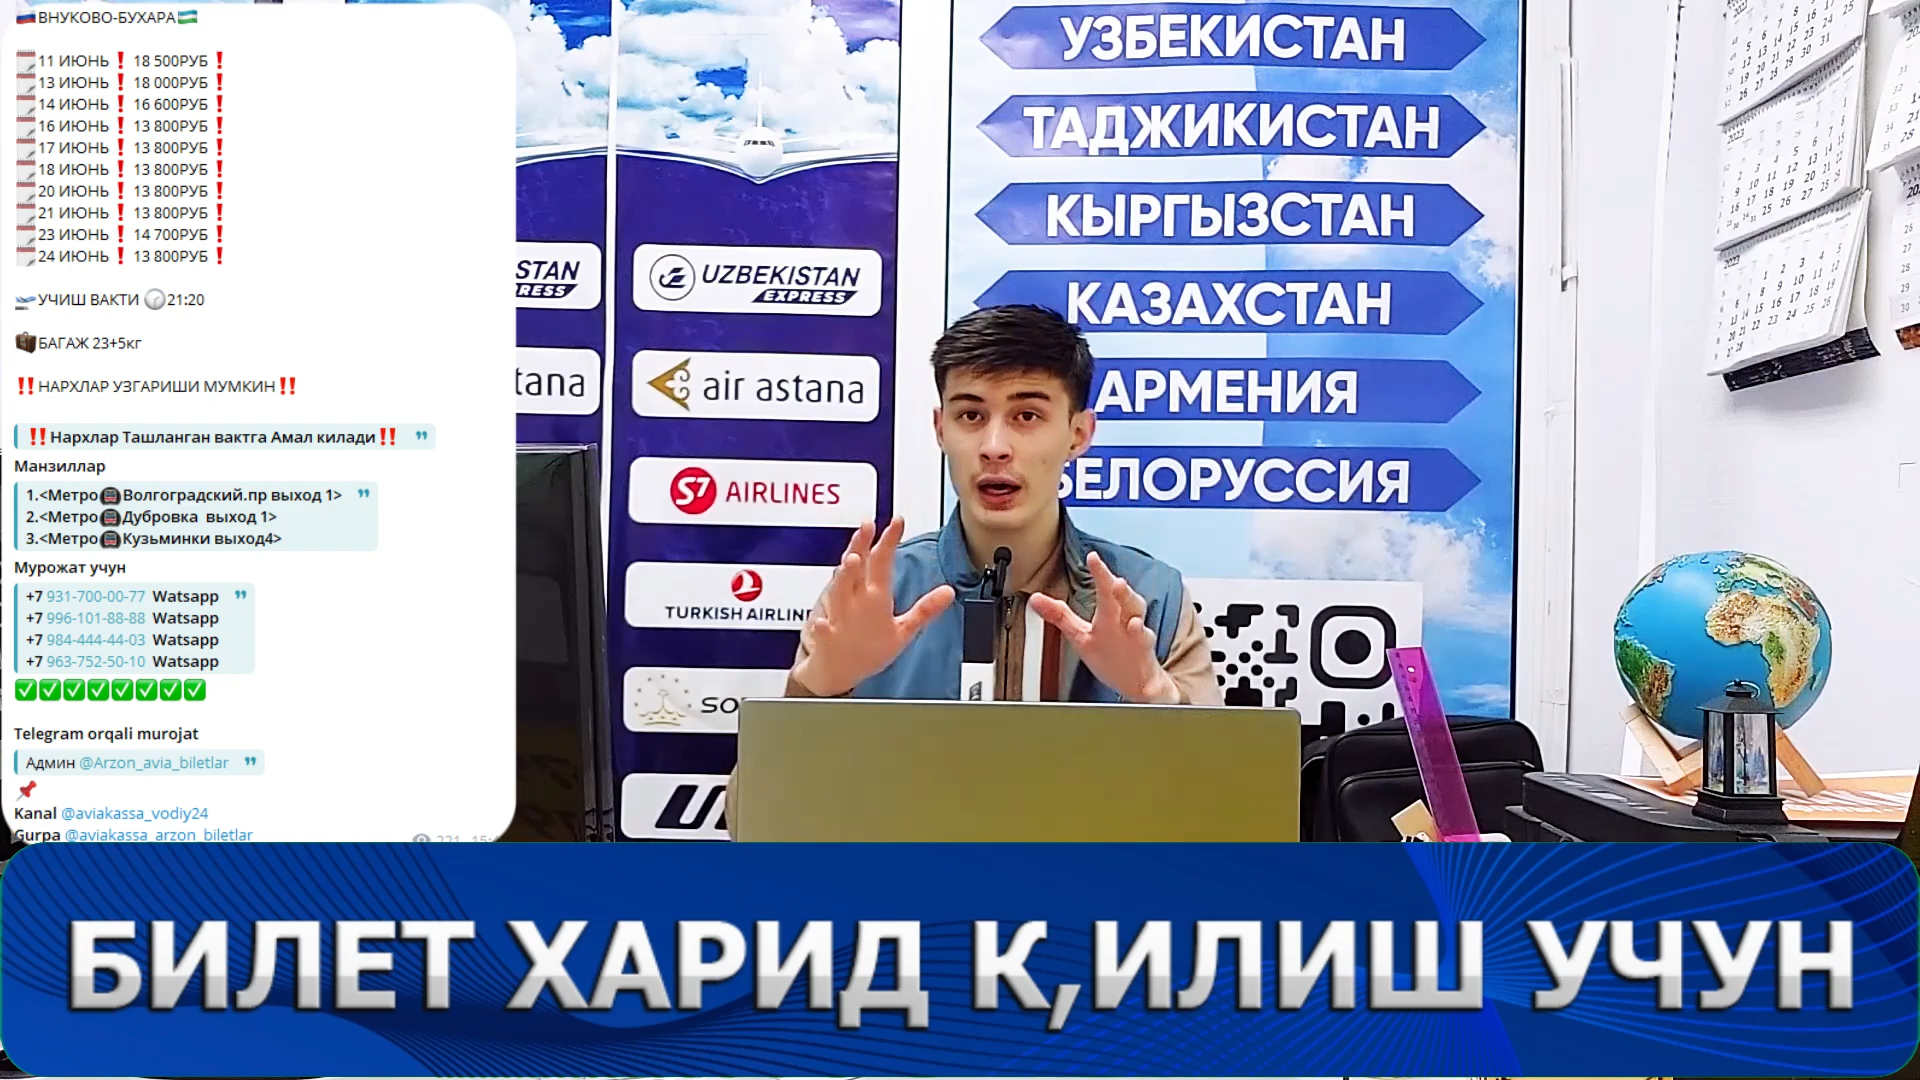 ВНУКОВО-БУХАРА
11 ИЮНЬ❗ 18 500РУБ❗
13 ИЮНЬ❗ 18 000РУБ❗
14 ИЮНЬ❗ 16 600РУБ❗
16 ИЮНЬ❗ 13 800РУБ❗
17 ИЮНЬ❗ 13 800РУБ❗
18 ИЮНЬ❗ 13 800РУБ❗
20 ИЮНЬ❗ 13 800РУБ❗
21 ИЮНЬ❗ 13 800РУБ❗
23 ИЮНЬ❗ 14 700РУБ❗
24 ИЮНЬ❗ 13 800РУБ❗
УЧИШ ВАКТИ 21:20
БАГАЖ 23+5кг
‼️НАРХЛАР УЗГАРИШИ МУМКИН‼️
‼️Нархлар Ташланган вактга Амал килади‼️
Манзиллар
1.<Метро Волгоградский.пр выход 1>
2.<Метро Дубровка выход 1>
3.<Метро Кузьминки выход4>
Мурожат учун
+7 931-700-00-77 Watsapp
+7 996-101-88-88 Watsapp
+7 984-444-44-03 Watsapp
+7 963-752-50-10 Watsapp
Telegram orqali murojat
Админ @Arzon_avia_biletlar
Kanal @aviakassa_vodiy24
Gurpa @aviakassa_arzon_biletlar
STAN
RESS
tana
UZBEKISTAN
EXPRESS
air astana
S7 AIRLINES
TURKISH AIRLINE
SO
УЗБЕКИСТАН
ТАДЖИКИСТАН
КЫРГЫЗСТАН
КАЗАХСТАН
АРМЕНИЯ
БЕЛОРУССИЯ
БИЛЕТ ХАРИД К,ИЛИШ УЧУН